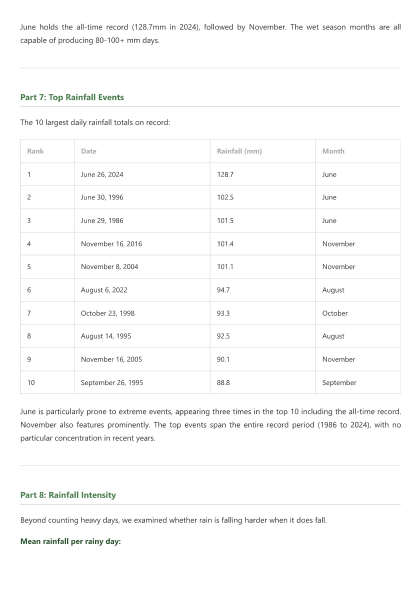 June holds the all-time record (128.7mm in 2024), followed by November. The wet season months are all
capable of producing 80-100+ mm days.
Part 7: Top Rainfall Events
The 10 largest daily rainfall totals on record:
Rank Date Rainfall (mm) Month
1 June 26, 2024 128.7 June
2 June 30, 1996 102.5 June
3 June 29, 1986 101.5 June
4 November 16, 2016 101.4 November
5 November 8, 2004 101.1 November
6 August 6, 2022 94.7 August
7 October 23, 1998 93.3 October
8 August 14, 1995 92.5 August
9 November 16, 2005 90.1 November
10 September 26, 1995 88.8 September
June is particularly prone to extreme events, appearing three times in the top 10 including the all-time record.
November also features prominently. The top events span the entire record period (1986 to 2024), with no
particular concentration in recent years.
Part 8: Rainfall Intensity
Beyond counting heavy days, we examined whether rain is falling harder when it does fall.
Mean rainfall per rainy day: